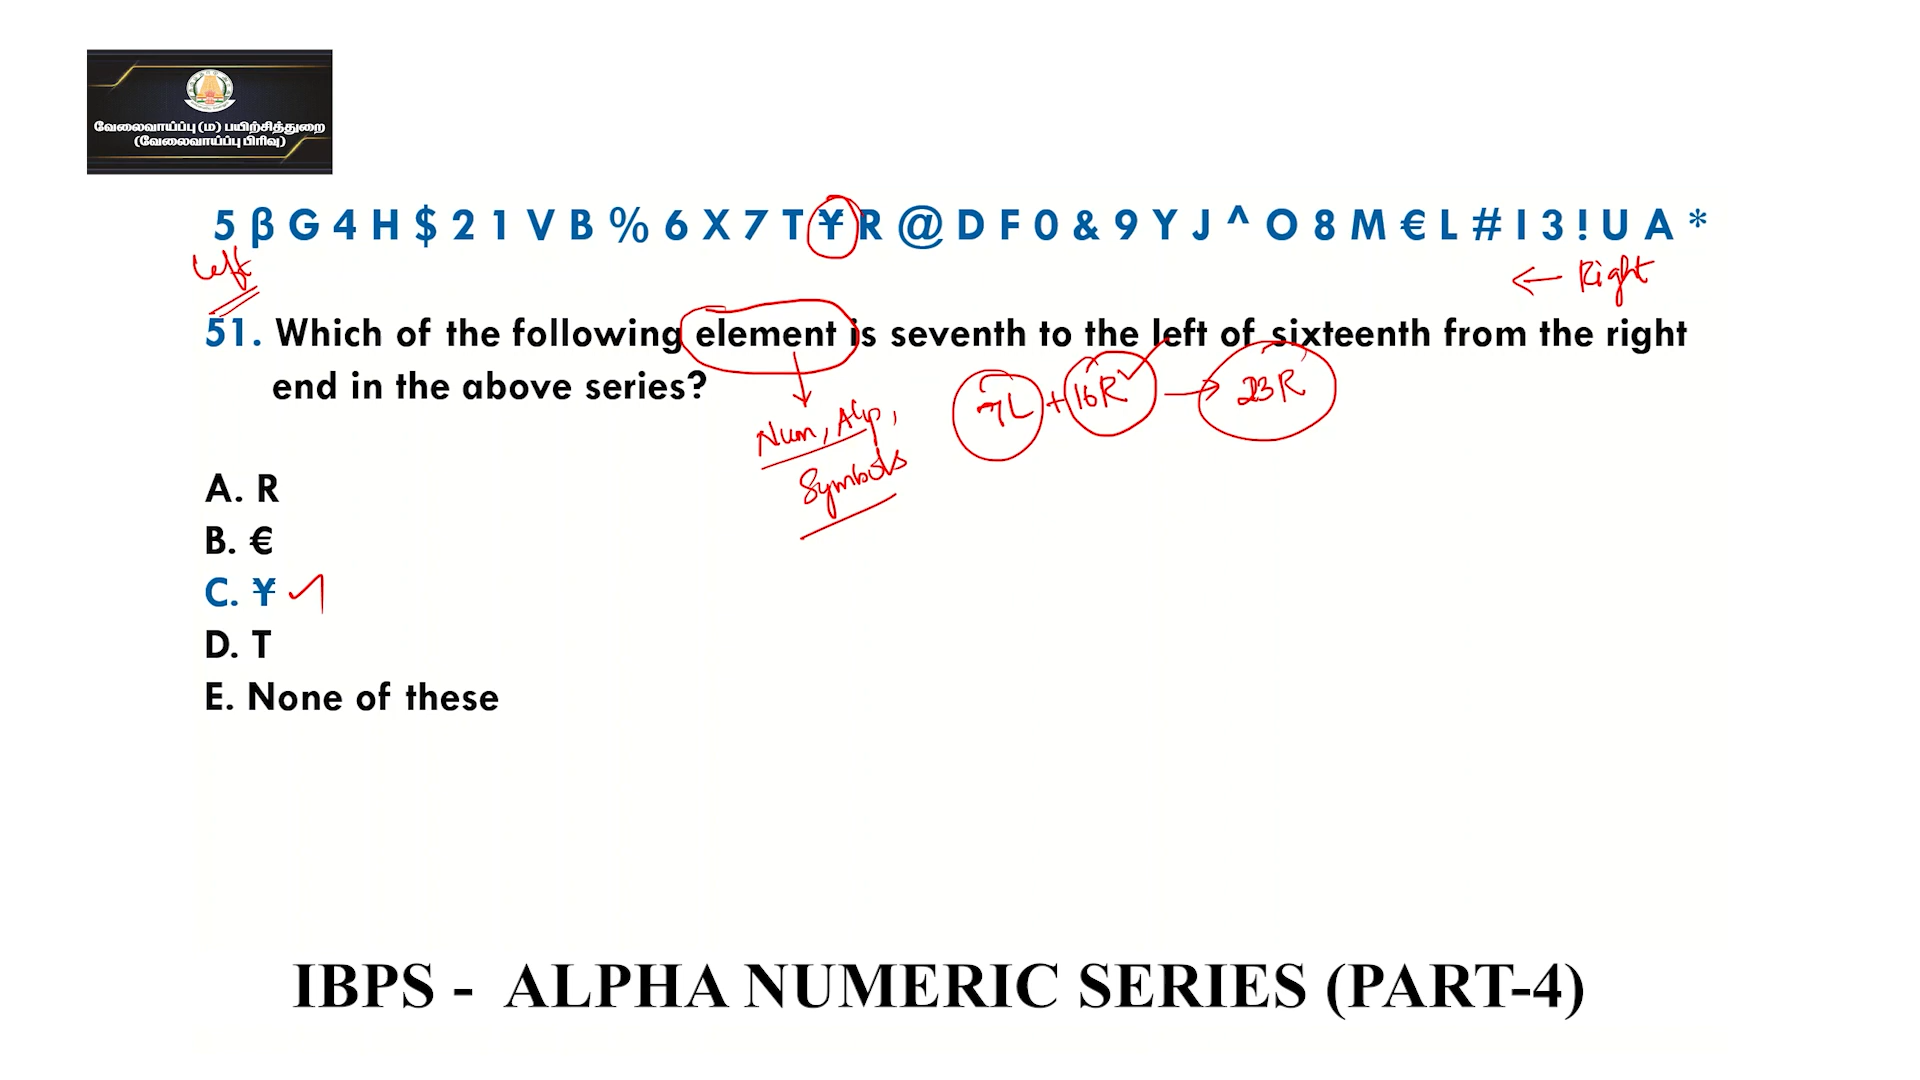 வேலைவாய்ப்பு (ம) பயிற்சித்துறை
(வேலைவாய்ப்பு பிரிவு)
5 β G 4 H $ 2 1 V B % 6 X 7 T ¥ R @ D F 0 & 9 Y J ^ O 8 M € L # I 3 ! U A *
Left
← Right
51. Which of the following element is seventh to the left of sixteenth from the right
end in the above series?
7L + 16R → 23R
Num, Alp,
Symbols
A. R
B. €
C. ¥
D. T
E. None of these
IBPS - ALPHA NUMERIC SERIES (PART-4)